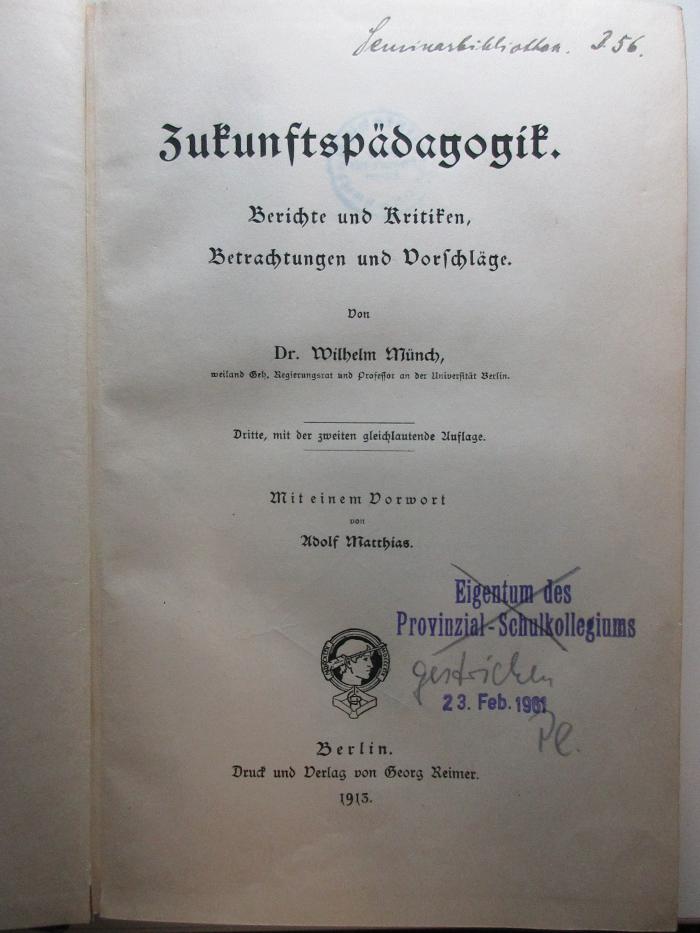 Seminarbibliothek. J. 56.
Zukunftspädagogik.
Berichte und Kritiken,
Betrachtungen und Vorschläge.
Von
Dr. Wilhelm Münch,
weiland Geh. Regierungsrat und Professor an der Universität Berlin.
Dritte, mit der zweiten gleichlautende Auflage.
Mit einem Vorwort
von
Adolf Matthias.
Eigentum des
Provinzial-Schulkollegiums
gestrichen
23. Feb. 1961
Berlin.
Druck und Verlag von Georg Reimer.
1913.